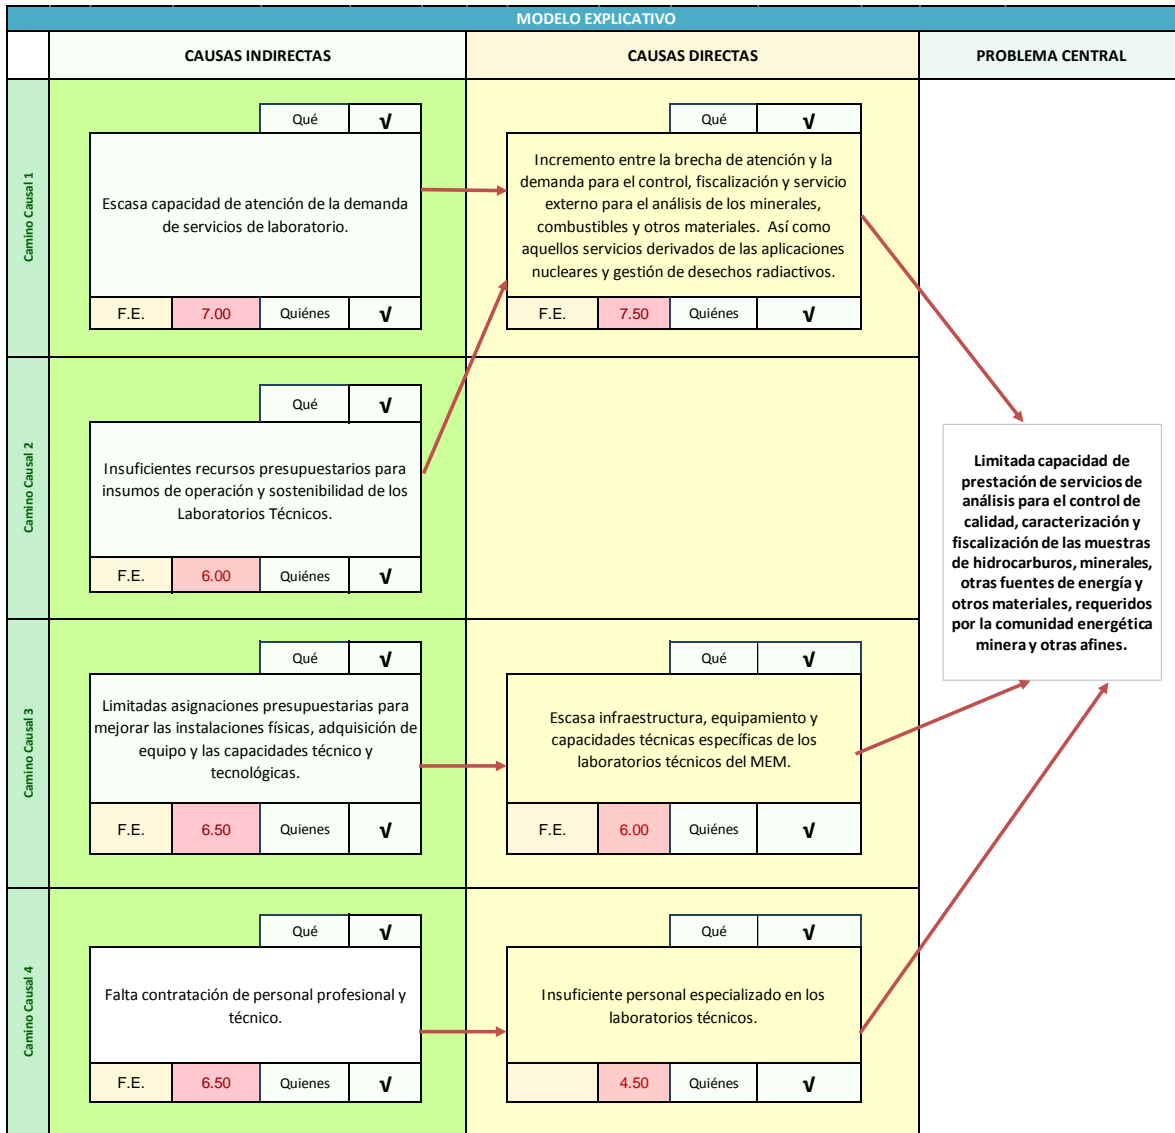 MODELO EXPLICATIVO
CAUSAS INDIRECTAS
CAUSAS DIRECTAS
PROBLEMA CENTRAL
Camino Causal 1
Qué √
Escasa capacidad de atención de la demanda
de servicios de laboratorio.
F.E. 7.00 Quiénes √
Qué √
Incremento entre la brecha de atención y la
demanda para el control, fiscalización y servicio
externo para el análisis de los minerales,
combustibles y otros materiales. Así como
aquellos servicios derivados de las aplicaciones
nucleares y gestión de desechos radiactivos.
F.E. 7.50 Quiénes √
Camino Causal 2
Qué √
Insuficientes recursos presupuestarios para
insumos de operación y sostenibilidad de los
Laboratorios Técnicos.
F.E. 6.00 Quiénes √
Limitada capacidad de
prestación de servicios de
análisis para el control de
calidad, caracterización y
fiscalización de las muestras
de hidrocarburos, minerales,
otras fuentes de energía y
otros materiales, requeridos
por la comunidad energética
minera y otras afines.
Camino Causal 3
Qué √
Limitadas asignaciones presupuestarias para
mejorar las instalaciones físicas, adquisición de
equipo y las capacidades técnico y
tecnológicas.
F.E. 6.50 Quienes √
Qué √
Escasa infraestructura, equipamiento y
capacidades técnicas específicas de los
laboratorios técnicos del MEM.
F.E. 6.00 Quiénes √
Camino Causal 4
Qué √
Falta contratación de personal profesional y
técnico.
F.E. 6.50 Quienes √
Qué √
Insuficiente personal especializado en los
laboratorios técnicos.
4.50 Quiénes √